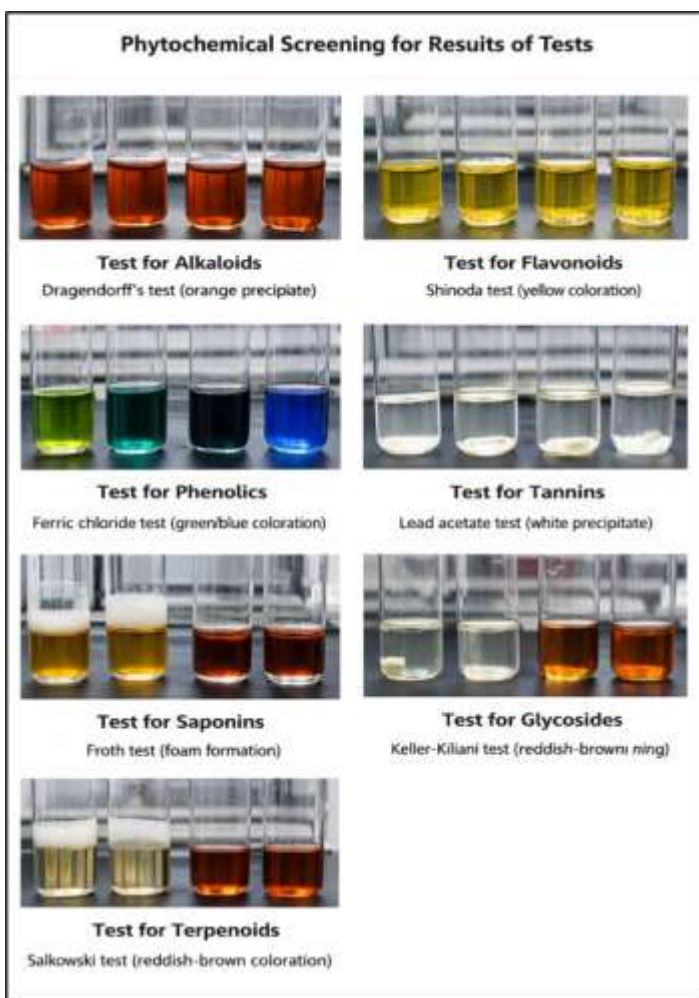 Phytochemical Screening for Resuits of Tests
Test for Alkaloids
Dragendorff's test (orange precipiate)
Test for Flavonoids
Shinoda test (yellow coloration)
Test for Phenolics
Ferric chloride test (green/blue coloration)
Test for Tannins
Lead acetate test (white precipitate)
Test for Saponins
Froth test (foam formation)
Test for Glycosides
Keller-Kiliani test (reddish-browni ning)
Test for Terpenoids
Salkowski test (reddish-brown coloration)